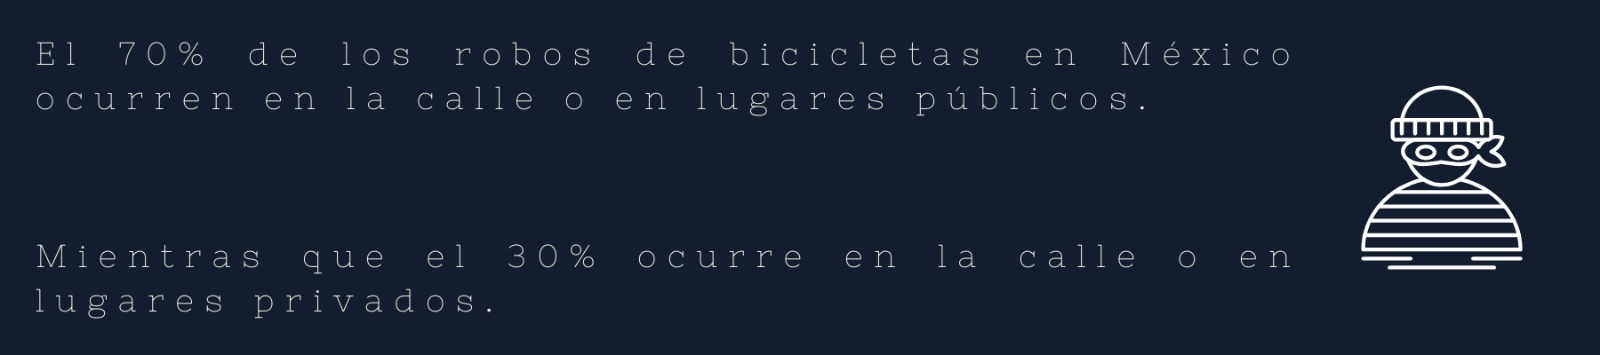 El 70% de los robos de bicicletas en México
ocurren en la calle o en lugares públicos.
Mientras que el 30% ocurre en la calle o en
lugares privados.